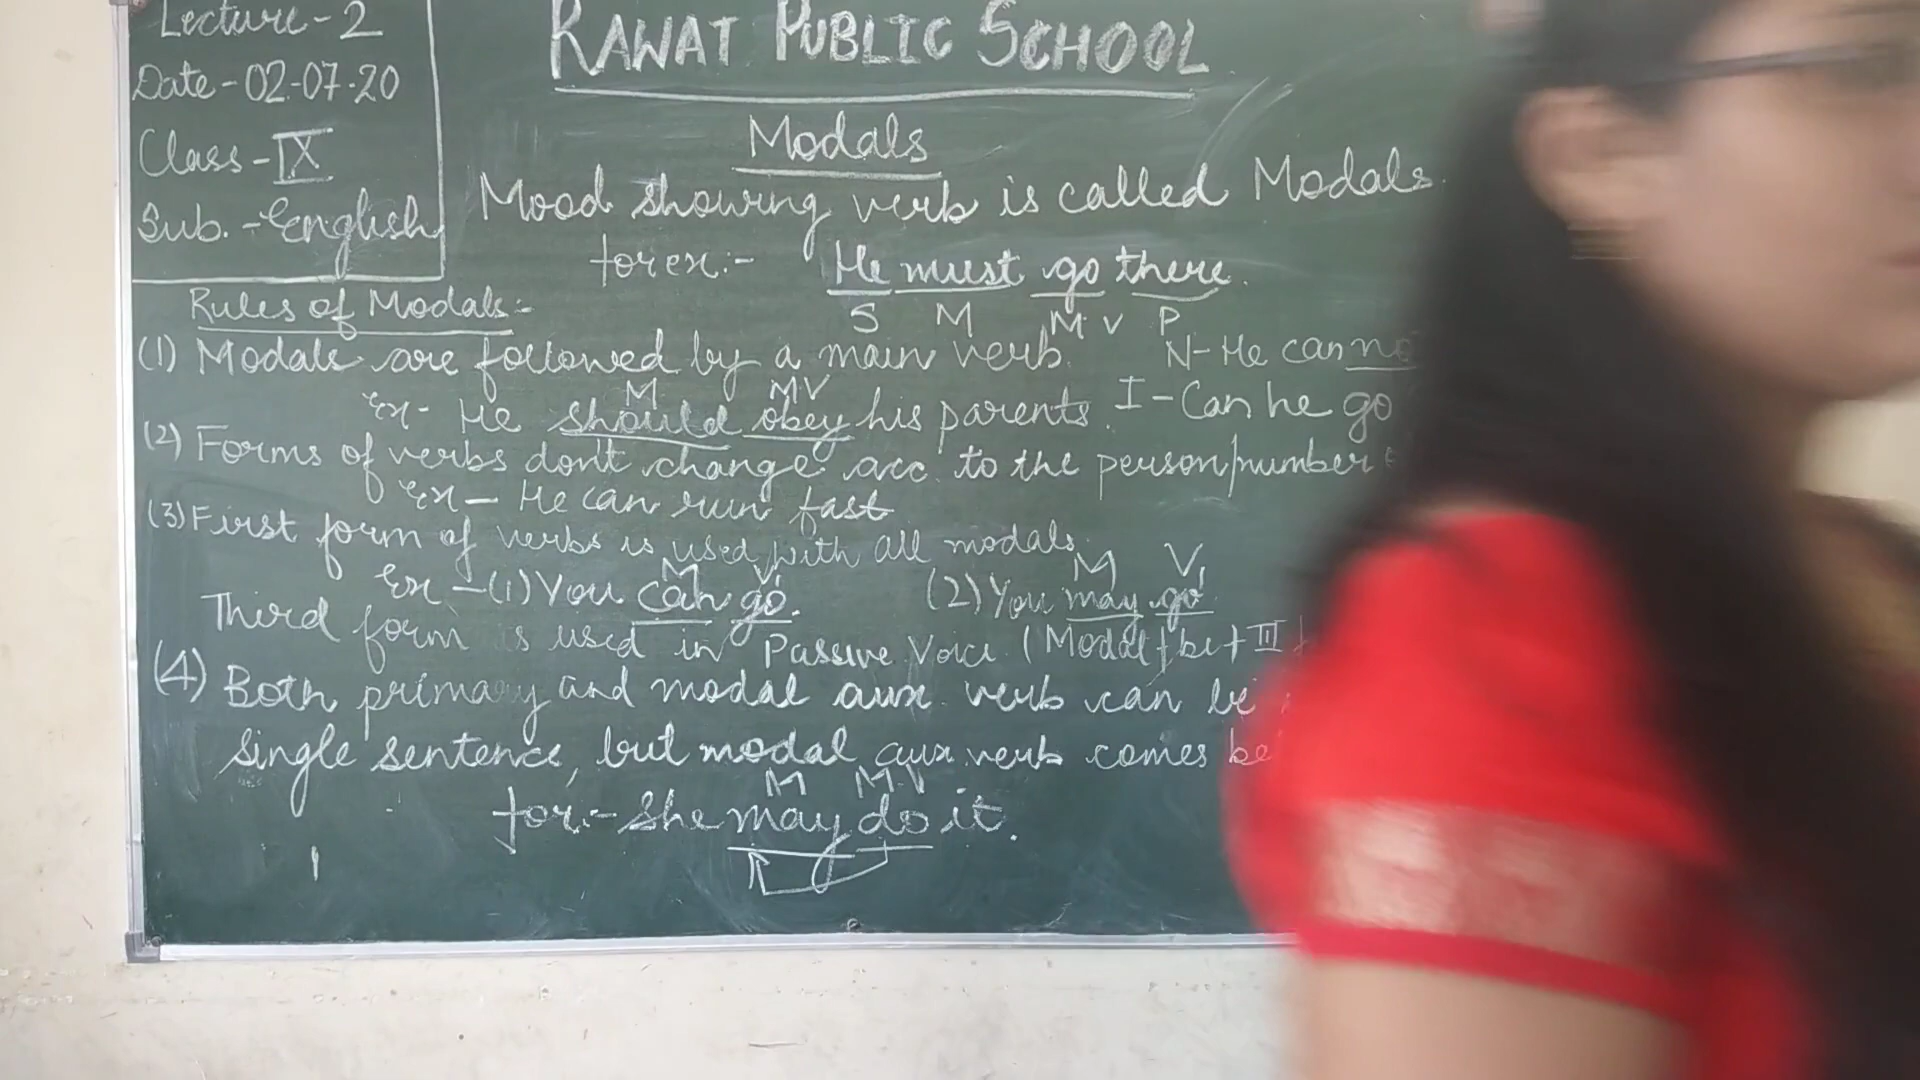 Lecture-2
Date-02-07-20
Class-IX
Sub.-English
RAWAT PUBLIC SCHOOL
Modals
Mood showing verb is called Modals.
for ex:- He must go there.
S M M V P
Rules of Modals:-
(1) Modals are followed by a main verb.
N-He canno
M MV
Ex- He should obey his parents.
I-Can he go
(2) Forms of verbs don't change acc. to the person/number
Ex- He can run fast
(3) First form of verbs is used with all modals
M V1 M V1
Ex-(1) You can go. (2) You may go
Third form is used in Passive Voice (Modal+be+III
(4) Both primary and modal aux verb can be
single sentence, but modal aux verb comes be
M M.V
for:- She may do it.